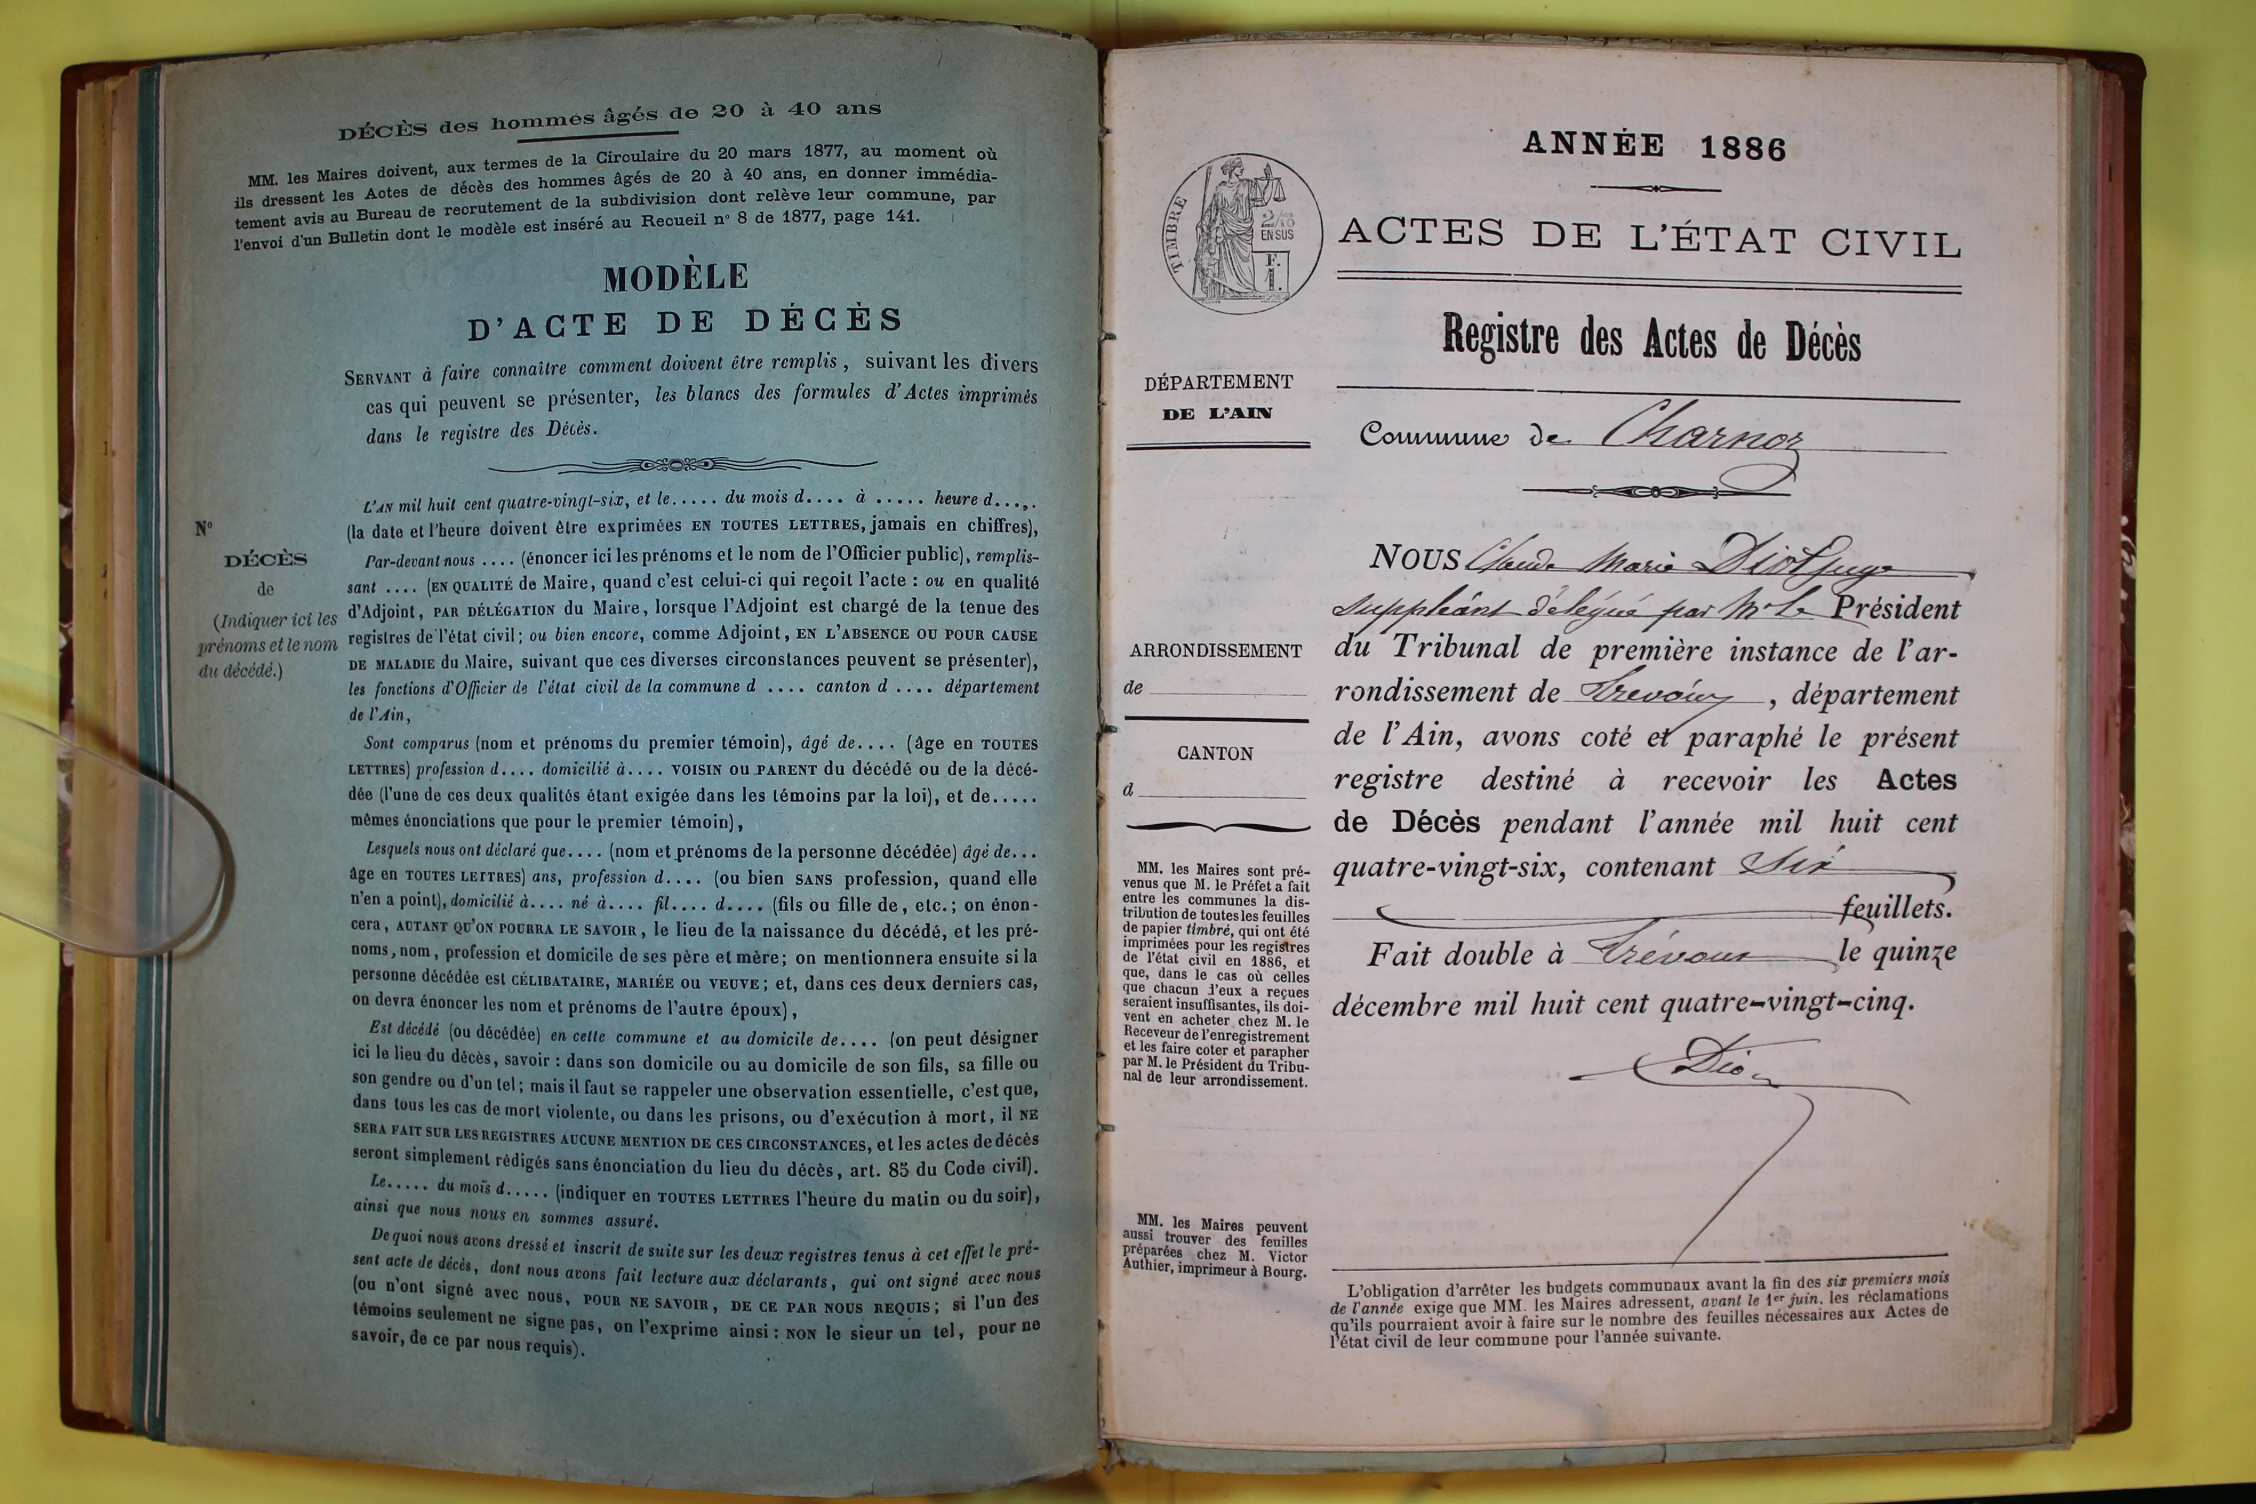 DÉCÈS des hommes âgés de 20 à 40 ans
MM. les Maires doivent, aux termes de la Circulaire du 20 mars 1877, au moment où
ils dressent les Actes de décès des hommes âgés de 20 à 40 ans, en donner immédia-
tement avis au Bureau de recrutement de la subdivision dont relève leur commune, par
l'envoi d'un Bulletin dont le modèle est inséré au Recueil n° 8 de 1877, page 141.
MODÈLE
D'ACTE DE DÉCÈS
SERVANT à faire connaître comment doivent être remplis, suivant les divers
cas qui peuvent se présenter, les blancs des formules d'Actes imprimés
dans le registre des Décès.
N°
DÉCÈS
de
(Indiquer ici les
prénoms et le nom
du décédé.)
L'AN mil huit cent quatre-vingt-six, et le..... du mois d.... à ..... heure d.....
(la date et l'heure doivent être exprimées EN TOUTES LETTRES, jamais en chiffres),
Par-devant nous .... (énoncer ici les prénoms et le nom de l'Officier public), remplis-
sant .... (EN QUALITÉ de Maire, quand c'est celui-ci qui reçoit l'acte : ou en qualité
d'Adjoint, PAR DÉLÉGATION du Maire, lorsque l'Adjoint est chargé de la tenue des
registres de l'état civil; ou bien encore, comme Adjoint, EN L'ABSENCE OU POUR CAUSE
DE MALADIE du Maire, suivant que ces diverses circonstances peuvent se présenter),
les fonctions d'Officier de l'état civil de la commune d .... canton d .... département
de l'Ain,
Sont comparus (nom et prénoms du premier témoin), âgé de.... (âge en TOUTES
LETTRES) profession d.... domicilié à.... VOISIN OU PARENT du décédé ou de la décé-
dée (l'une de ces deux qualités étant exigée dans les témoins par la loi), et de.....
mêmes énonciations que pour le premier témoin),
Lesquels nous ont déclaré que.... (nom et prénoms de la personne décédée) âgé de...
âge en TOUTES LETTRES) ans, profession d.... (ou bien SANS profession, quand elle
n'en a point), domicilié à.... né à.... fil.... d.... (fils ou fille de, etc.; on énon-
cera, AUTANT QU'ON POURRA LE SAVOIR, le lieu de la naissance du décédé, et les pré-
noms, nom, profession et domicile de ses père et mère; on mentionnera ensuite si la
personne décédée est CÉLIBATAIRE, MARIÉE OU VEUVE; et, dans ces deux derniers cas,
on devra énoncer les nom et prénoms de l'autre époux),
Est décédé (ou décédée) en cette commune et au domicile de.... (on peut désigner
ici le lieu du décès, savoir : dans son domicile ou au domicile de son fils, sa fille ou
son gendre ou d'un tel; mais il faut se rappeler une observation essentielle, c'est que,
dans tous les cas de mort violente, ou dans les prisons, ou d'exécution à mort, il NE
SERA FAIT SUR LES REGISTRES AUCUNE MENTION DE CES CIRCONSTANCES, et les actes de décès
seront simplement rédigés sans énonciation du lieu du décès, art. 85 du Code civil).
Le..... du mois d..... (indiquer en TOUTES LETTRES l'heure du matin ou du soir),
ainsi que nous nous en sommes assuré.
De quoi nous avons dressé et inscrit de suite sur les deux registres tenus à cet effet le pré-
sent acte de décès, dont nous avons fait lecture aux déclarants, qui ont signé avec nous
(ou n'ont signé avec nous, POUR NE SAVOIR, DE CE PAR NOUS REQUIS; si l'un des
témoins seulement ne signe pas, on l'exprime ainsi : NON le sieur un tel, pour ne
savoir, de ce par nous requis).
ANNÉE 1886
TIMBRE
2/10 EN SUS
F.
1.
ACTES DE L'ÉTAT CIVIL
Registre des Actes de Décès
DÉPARTEMENT
DE L'AIN
Commune de Charnoz
ARRONDISSEMENT
de
CANTON
d
MM. les Maires sont pré-
venus que M. le Préfet a fait
entre les communes la dis-
tribution de toutes les feuilles
de papier timbré, qui ont été
imprimées pour les registres
de l'état civil en 1886, et
que, dans le cas où celles
que chacun d'eux a reçues
seraient insuffisantes, ils doi-
vent en acheter chez M. le
Receveur de l'enregistrement
et les faire coter et parapher
par M. le Président du Tribu-
nal de leur arrondissement.
MM. les Maires peuvent
aussi trouver des feuilles
préparées chez M. Victor
Authier, imprimeur à Bourg.
NOUS Claude Marie
suppléant délégué par Mr le Président
du Tribunal de première instance de l'ar-
rondissement de Trévoux, département
de l'Ain, avons coté et paraphé le présent
registre destiné à recevoir les Actes
de Décès pendant l'année mil huit cent
quatre-vingt-six, contenant Six
feuillets.
Fait double à Trévoux le quinze
décembre mil huit cent quatre-vingt-cinq.
L'obligation d'arrêter les budgets communaux avant la fin des six premiers mois
de l'année exige que MM. les Maires adressent, avant le 1er juin, les réclamations
qu'ils pourraient avoir à faire sur le nombre des feuilles nécessaires aux Actes de
l'état civil de leur commune pour l'année suivante.